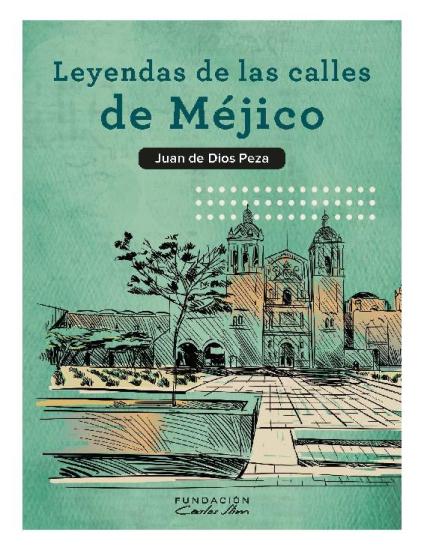 Leyendas de las calles
de Méjico
Juan de Dios Peza
FUNDACIÓN
Carlos Slim